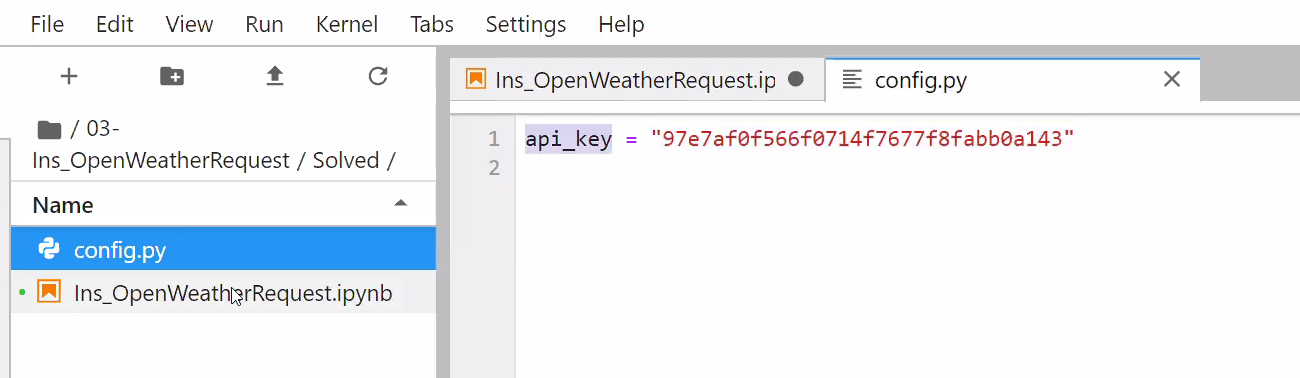 File Edit View Run Kernel Tabs Settings Help
/ 03-
Ins_OpenWeatherRequest / Solved /
Name
config.py
Ins_OpenWeatherRequest.ipynb
Ins_OpenWeatherRequest.ip
config.py
1 api_key = "97e7af0f566f0714f7677f8fabb0a143"
2